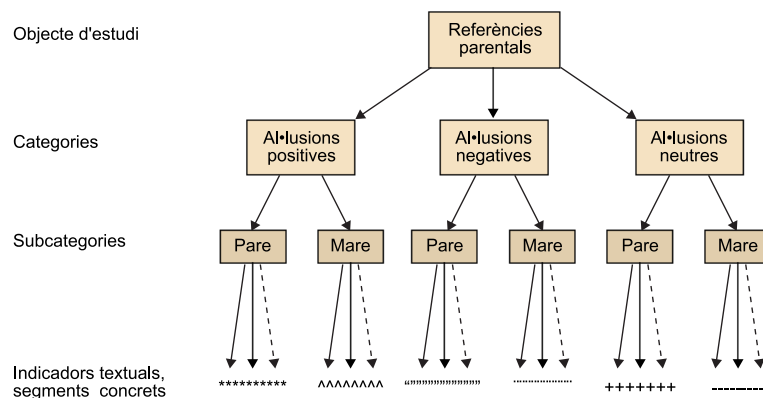 Objecte d'estudi
Referències
parentals
Categories
Al•lusions
positives
Al•lusions
negatives
Al•lusions
neutres
Subcategories
Pare
Mare
Pare
Mare
Pare
Mare
Indicadors textuals,
segments concrets
**********
^^^^^^^^
+++++++